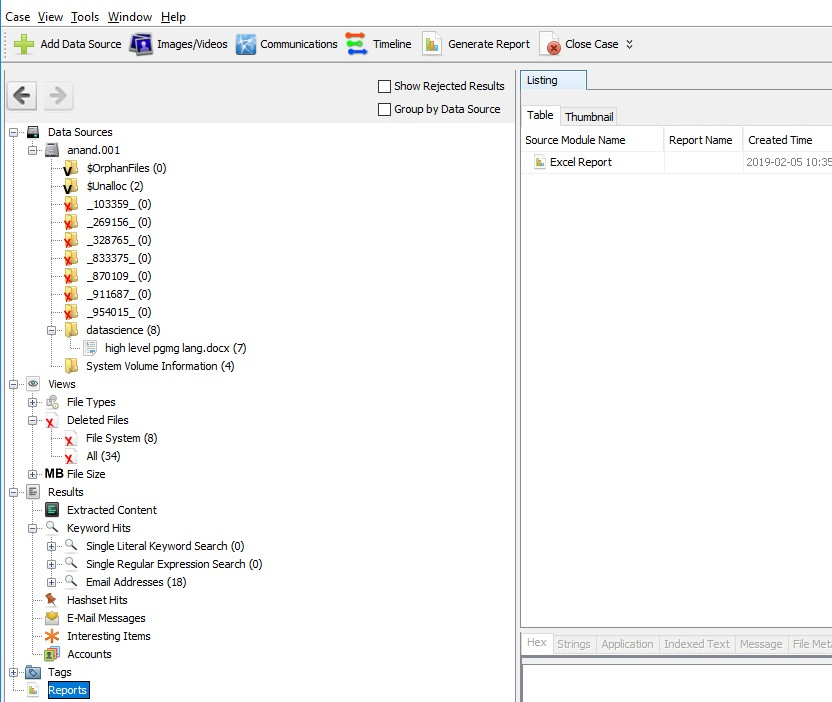 Case View Tools Window Help
Add Data Source Images/Videos Communications Timeline Generate Report Close Case
Show Rejected Results
Group by Data Source
Data Sources
anand.001
$OrphanFiles (0)
$Unalloc (2)
_103359_ (0)
_269156_ (0)
_328765_ (0)
_833375_ (0)
_870109_ (0)
_911687_ (0)
_954015_ (0)
datascience (8)
high level pgmg lang.docx (7)
System Volume Information (4)
Views
File Types
Deleted Files
File System (8)
All (34)
MB File Size
Results
Extracted Content
Keyword Hits
Single Literal Keyword Search (0)
Single Regular Expression Search (0)
Email Addresses (18)
Hashset Hits
E-Mail Messages
Interesting Items
Accounts
Tags
Reports
Listing
Table Thumbnail
Source Module Name Report Name Created Time
Excel Report 2019-02-05 10:35
Hex Strings Application Indexed Text Message File Meta